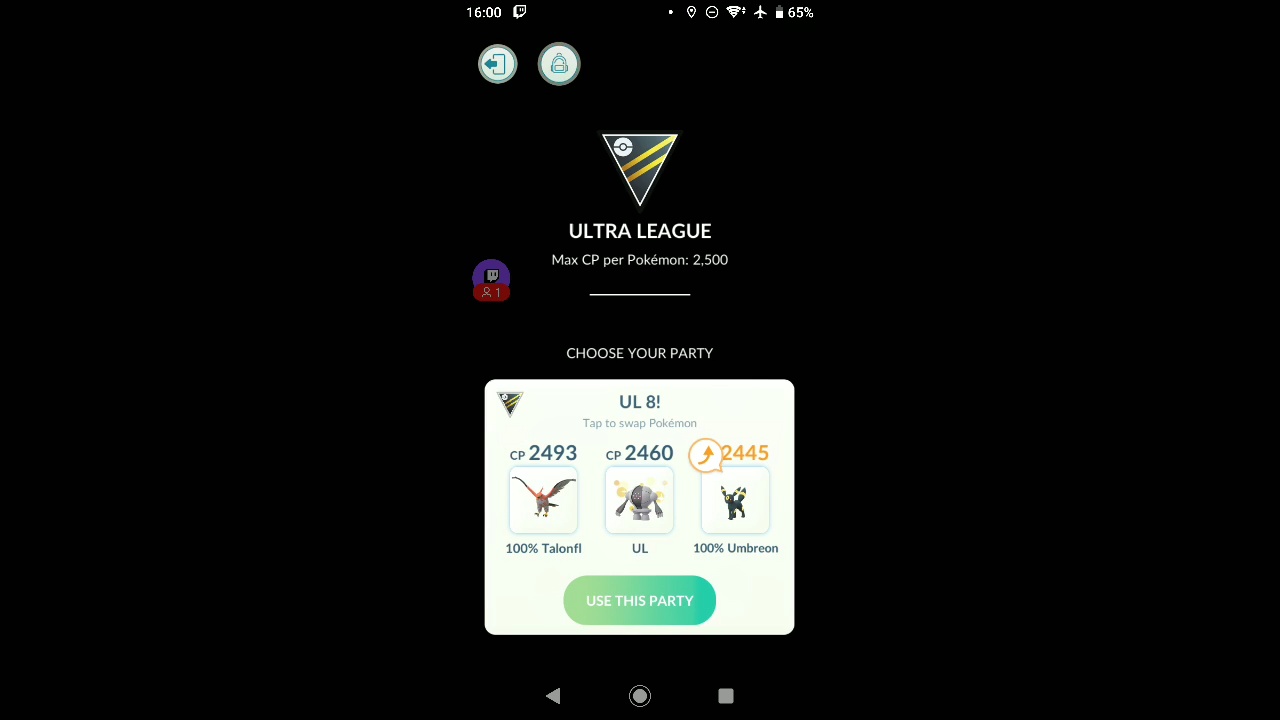 16:00 65%
ULTRA LEAGUE
Max CP per Pokémon: 2,500
1
CHOOSE YOUR PARTY
UL 8!
Tap to swap Pokémon
CP 2493 CP 2460 2445
100% Talonfl UL 100% Umbreon
USE THIS PARTY